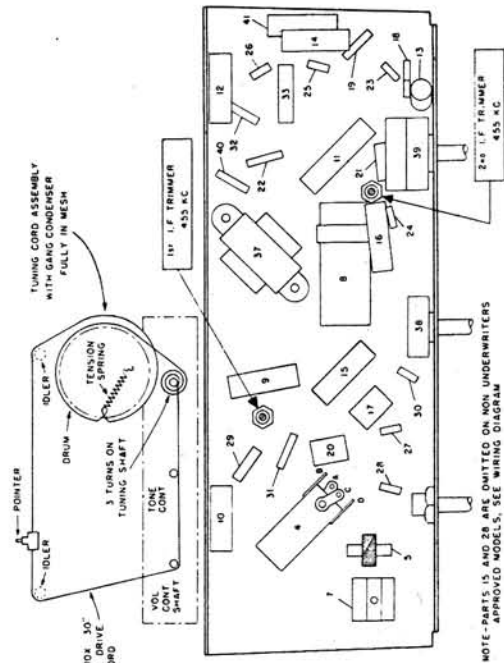 POINTER
IDLER
IDLER
TENSION
SPRING
DRUM
3 TURNS ON
TUNING SHAFT
TUNING CORD ASSEMBLY
WITH GANG CONDENSER
FULLY IN MESH
30"
DRIVE
VOL CONT
SHAFT
TONE
CONT
1ST I.F TRIMMER
455 KC
2ND I.F TRIMMER
455 KC
10
29
31
4
B
A
C
D
20
9
28
5
7
27
17
15
30
37
40
22
32
12
26
33
25
41
14
19
23
18
13
11
21
39
8
16
24
38
NOTE-PARTS 15 AND 28 ARE OMITTED ON NON UNDERWRITERS
APPROVED MODELS, SEE WIRING DIAGRAM